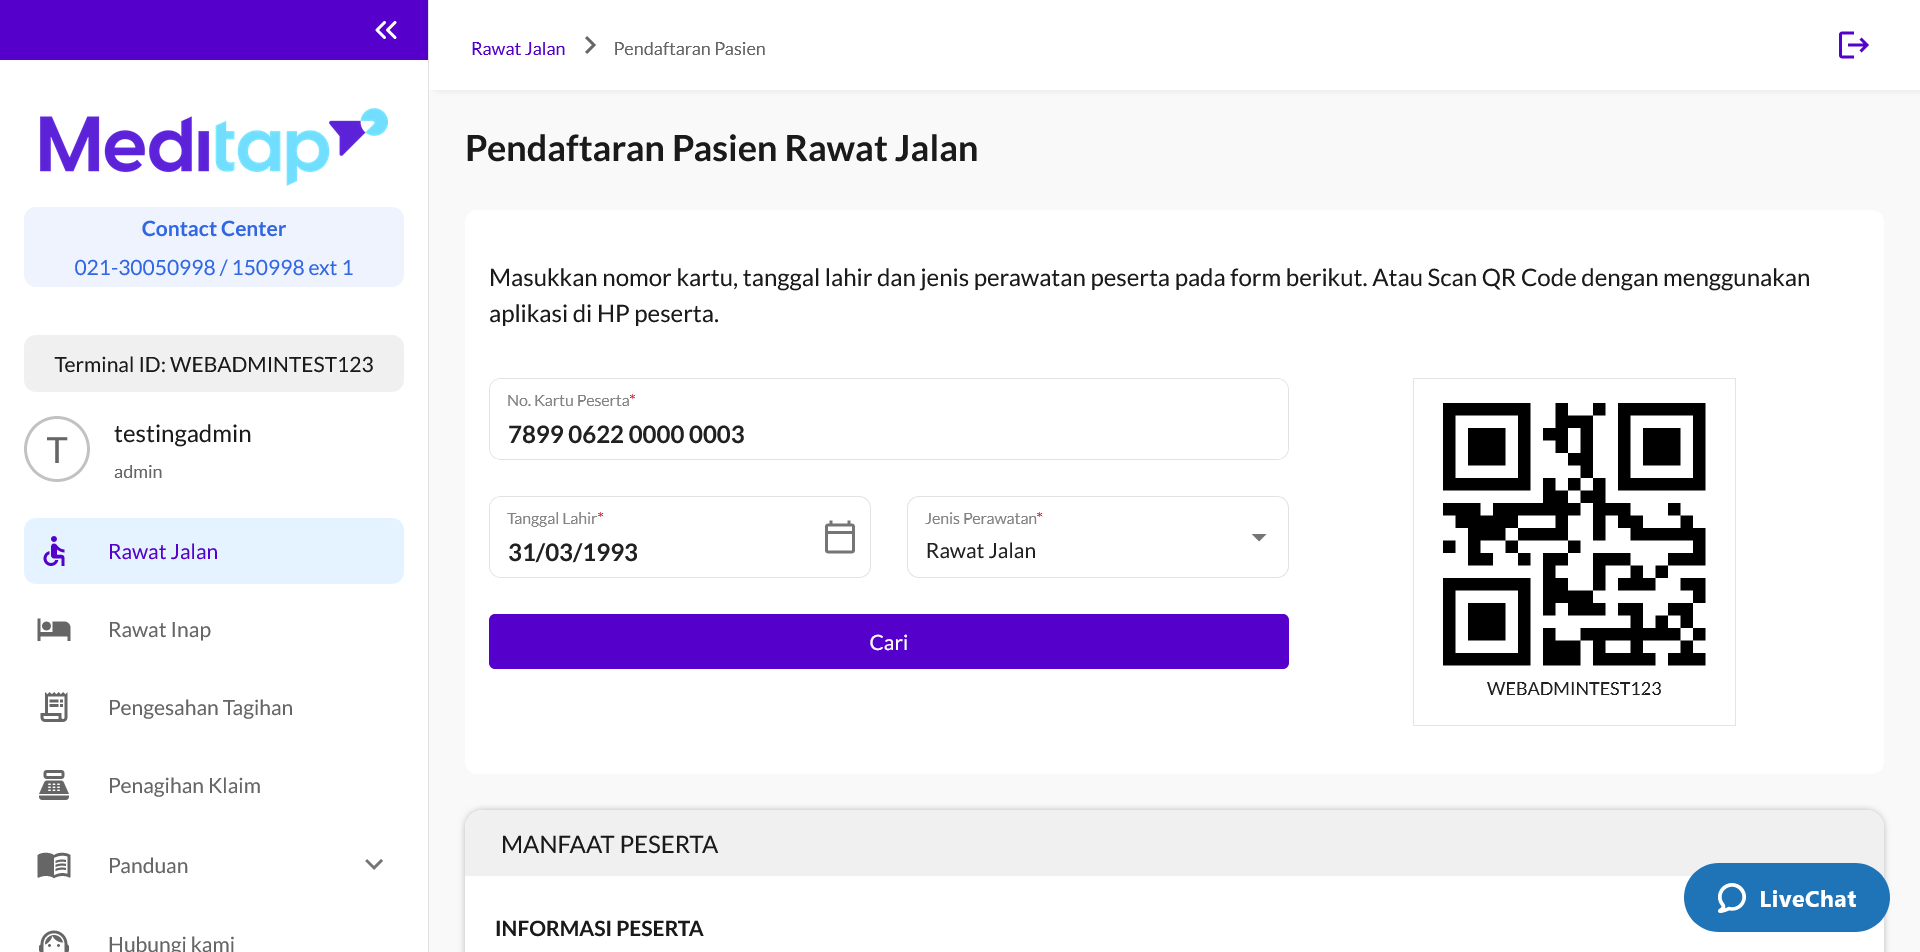 Rawat Jalan > Pendaftaran Pasien
Meditap
Contact Center
021-30050998 / 150998 ext 1
Terminal ID: WEBADMINTEST123
T
testingadmin
admin
Rawat Jalan
Rawat Inap
Pengesahan Tagihan
Penagihan Klaim
Panduan
Hubungi kami
Pendaftaran Pasien Rawat Jalan
Masukkan nomor kartu, tanggal lahir dan jenis perawatan peserta pada form berikut. Atau Scan QR Code dengan menggunakan
aplikasi di HP peserta.
No. Kartu Peserta*
7899 0622 0000 0003
Tanggal Lahir*
31/03/1993
Jenis Perawatan*
Rawat Jalan
Cari
WEBADMINTEST123
MANFAAT PESERTA
INFORMASI PESERTA
LiveChat